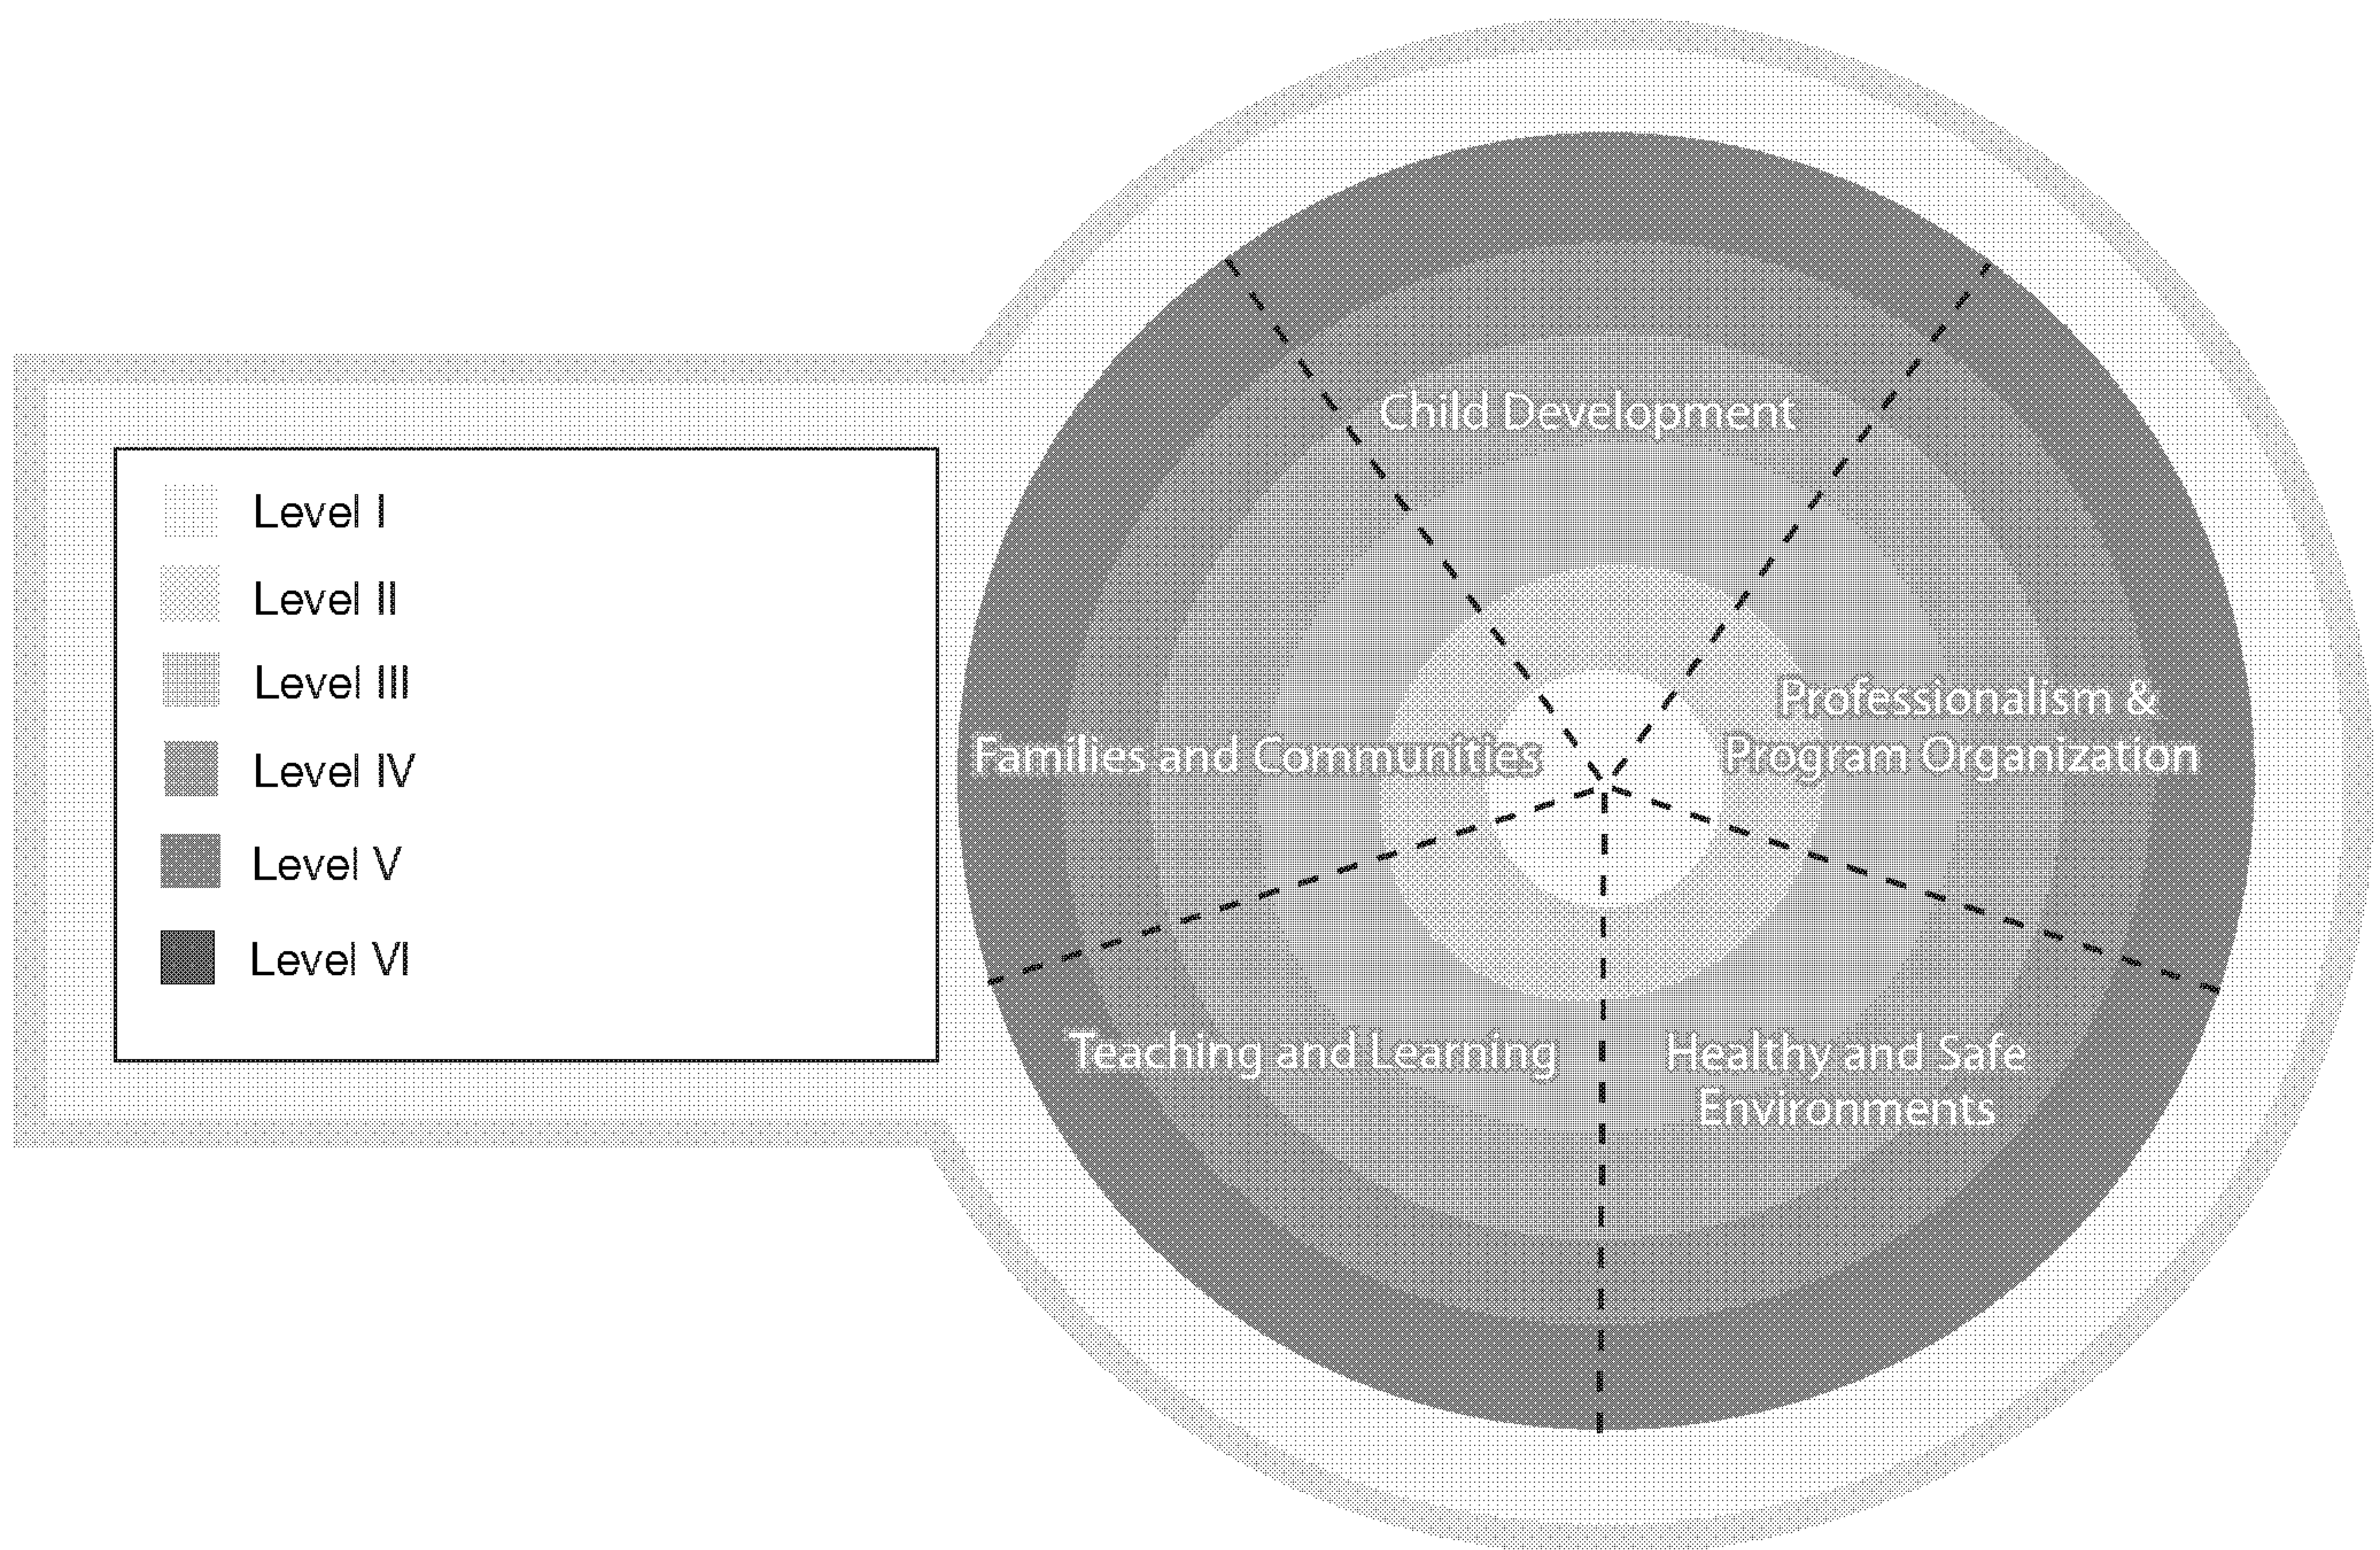 Level I
Level II
Level III
Level IV
Level V
Level VI
Child Development
Professionalism &
Program Organization
Families and Communities
Teaching and Learning
Healthy and Safe
Environments